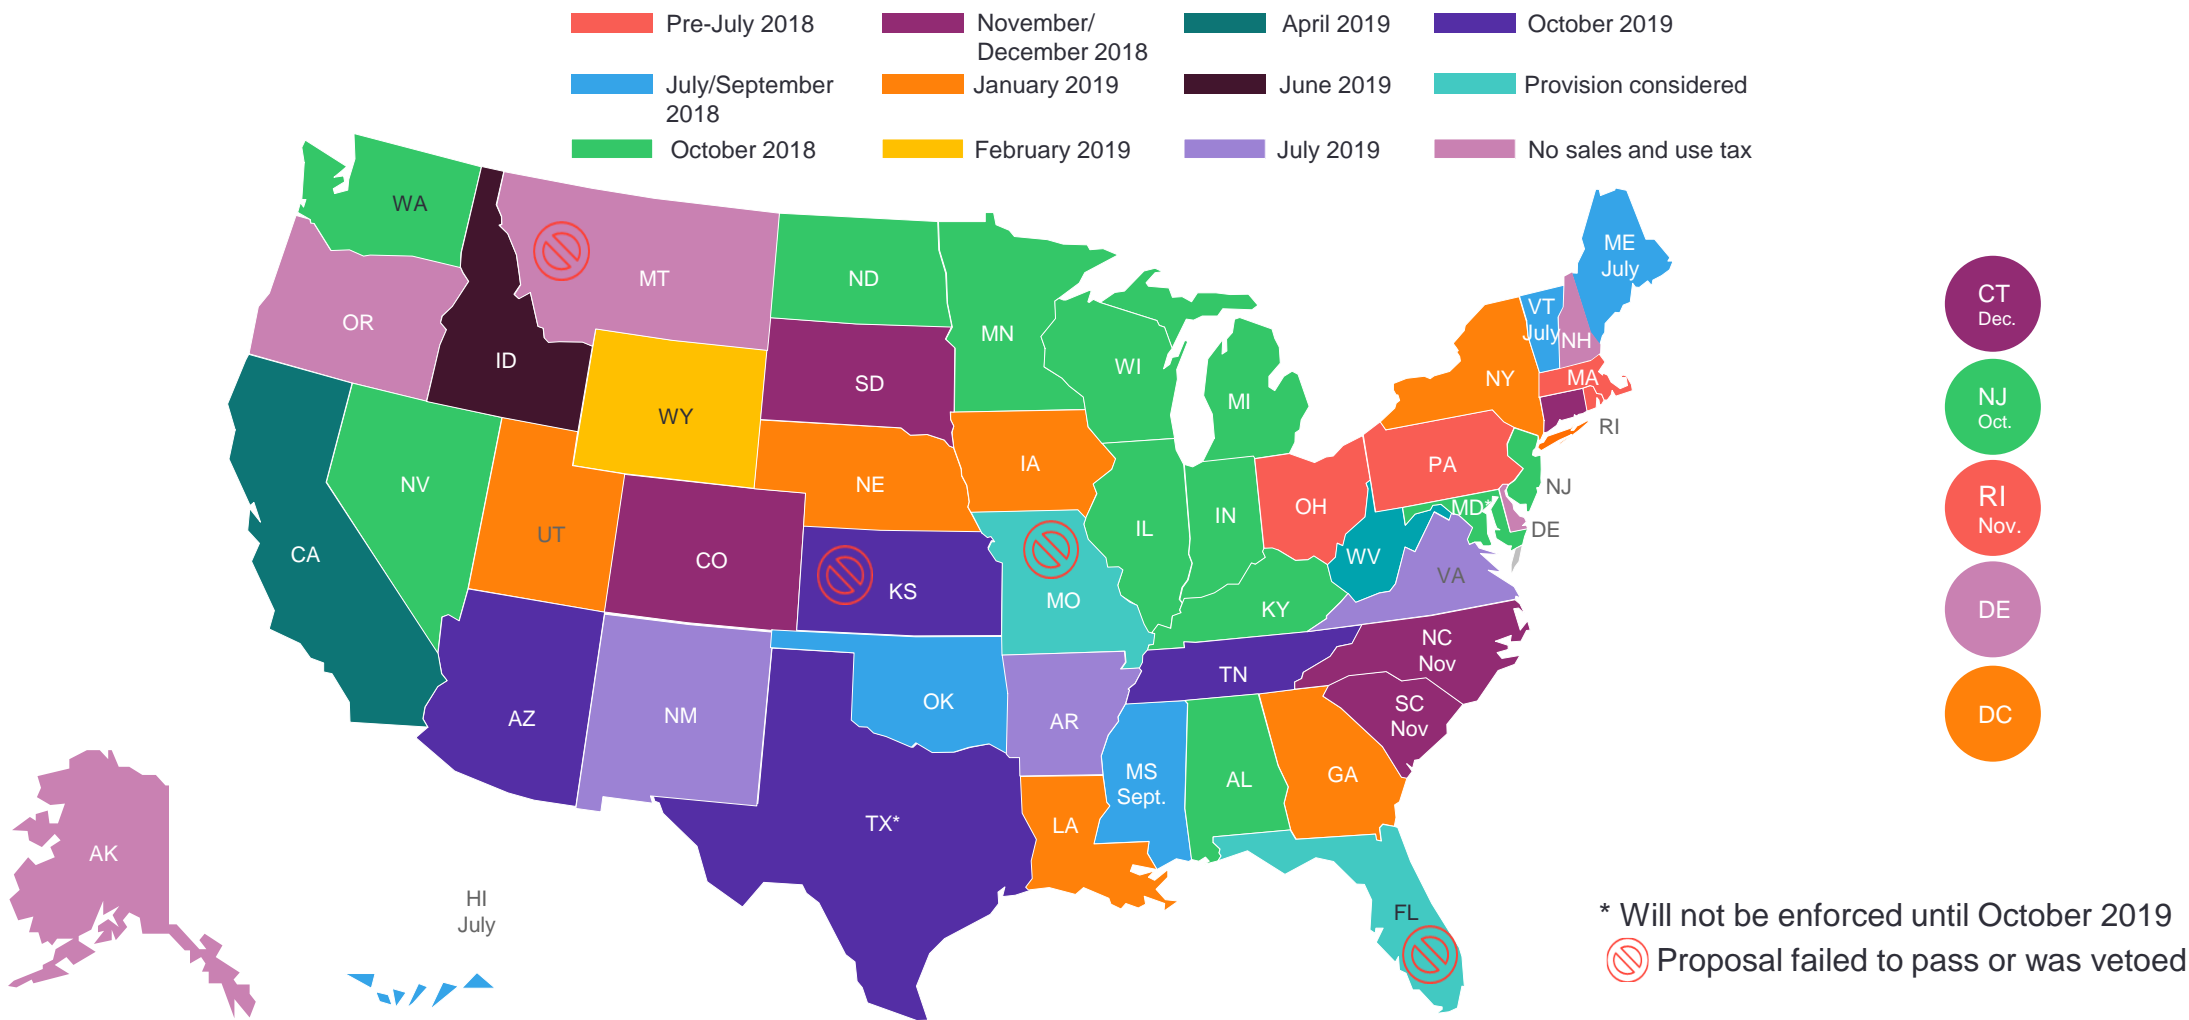 Pre-July 2018
November/
December 2018
April 2019
October 2019
July/September
2018
January 2019
June 2019
Provision considered
October 2018
February 2019
July 2019
No sales and use tax
WA
OR
ID
MT
ND
MN
SD
WY
NV
CA
UT
CO
NE
IA
WI
MI
IL
IN
OH
KS
MO
KY
WV
VA
PA
NY
VT
July
NH
ME
July
MA
RI
NJ
DE
MD*
AZ
NM
OK
AR
TN
NC
Nov
SC
Nov
TX*
LA
MS
Sept.
AL
GA
FL
AK
HI
July
CT
Dec.
NJ
Oct.
RI
Nov.
DE
DC
* Will not be enforced until October 2019
Proposal failed to pass or was vetoed